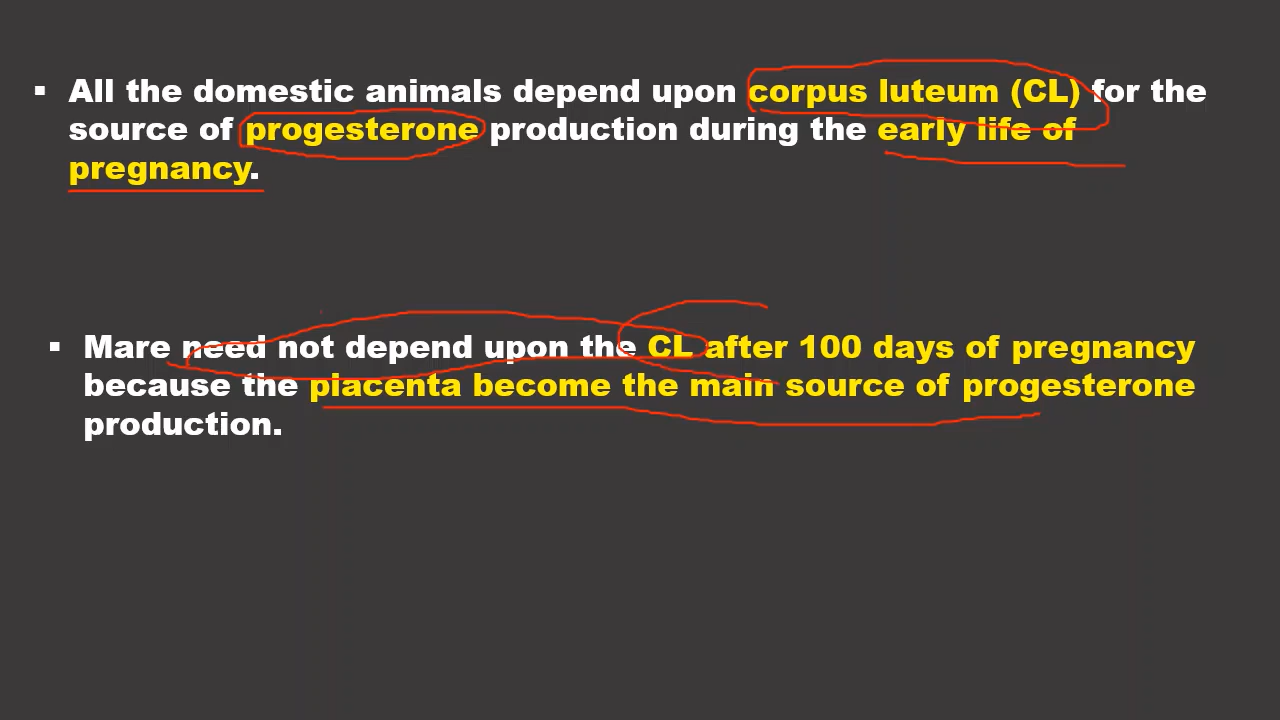 ▪ All the domestic animals depend upon corpus luteum (CL) for the
source of progesterone production during the early life of
pregnancy.
▪ Mare need not depend upon the CL after 100 days of pregnancy
because the placenta become the main source of progesterone
production.